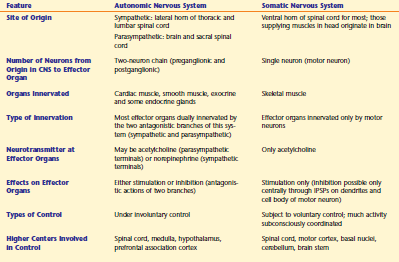 Feature Autonomic Nervous System Somatic Nervous System
Site of Origin Sympathetic: lateral horn of thoracic and Ventral horn of spinal cord for most; those
lumbar spinal cord supplying muscles in head originate in brain
Parasympathetic: brain and sacral spinal
cord
Number of Neurons from Two-neuron chain (preganglionic and Single neuron (motor neuron)
Origin in CNS to Effector postganglionic)
Organ
Organs Innervated Cardiac muscle, smooth muscle, exocrine Skeletal muscle
and some endocrine glands
Type of Innervation Most effector organs dually innervated by Effector organs innervated only by motor
the two antagonistic branches of this sys- neurons
tem (sympathetic and parasympathetic)
Neurotransmitter at May be acetylcholine (parasympathetic Only acetylcholine
Effector Organs terminals) or norepinephrine (sympathetic
terminals)
Effects on Effector Either stimulation or inhibition (antagonis- Stimulation only (inhibition possible only
Organs tic actions of two branches) centrally through IPSPs on dendrites and
cell body of motor neuron)
Types of Control Under involuntary control Subject to voluntary control; much activity
subconsciously coordinated
Higher Centers Involved Spinal cord, medulla, hypothalamus, Spinal cord, motor cortex, basal nuclei,
in Control prefrontal association cortex cerebellum, brain stem